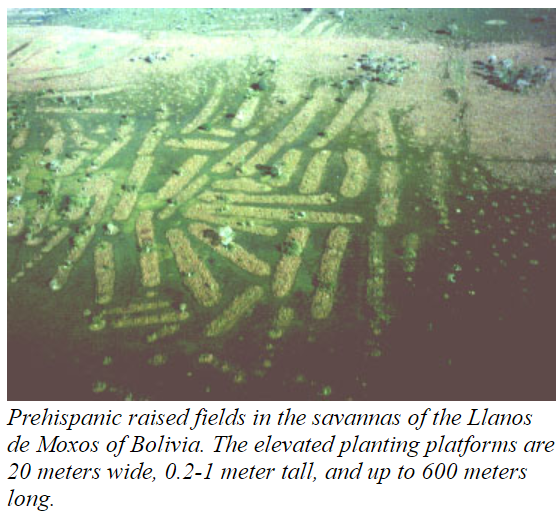 Prehispanic raised fields in the savannas of the Llanos
de Moxos of Bolivia. The elevated planting platforms are
20 meters wide, 0.2-1 meter tall, and up to 600 meters
long.